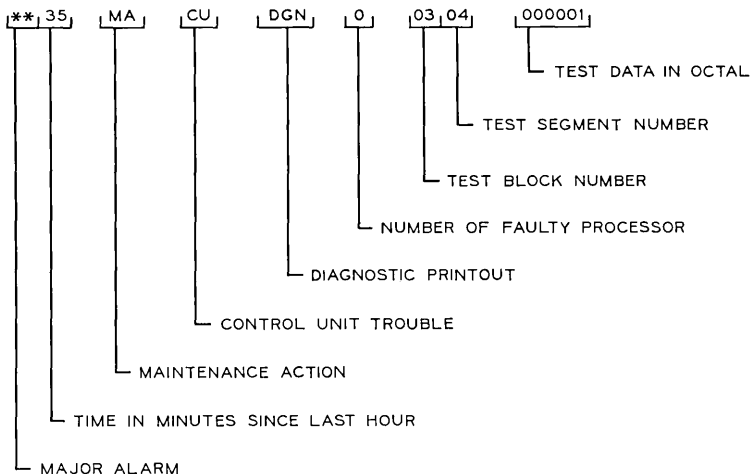 ** 35 MA CU DGN 0 03 04 000001
TEST DATA IN OCTAL
TEST SEGMENT NUMBER
TEST BLOCK NUMBER
NUMBER OF FAULTY PROCESSOR
DIAGNOSTIC PRINTOUT
CONTROL UNIT TROUBLE
MAINTENANCE ACTION
TIME IN MINUTES SINCE LAST HOUR
MAJOR ALARM